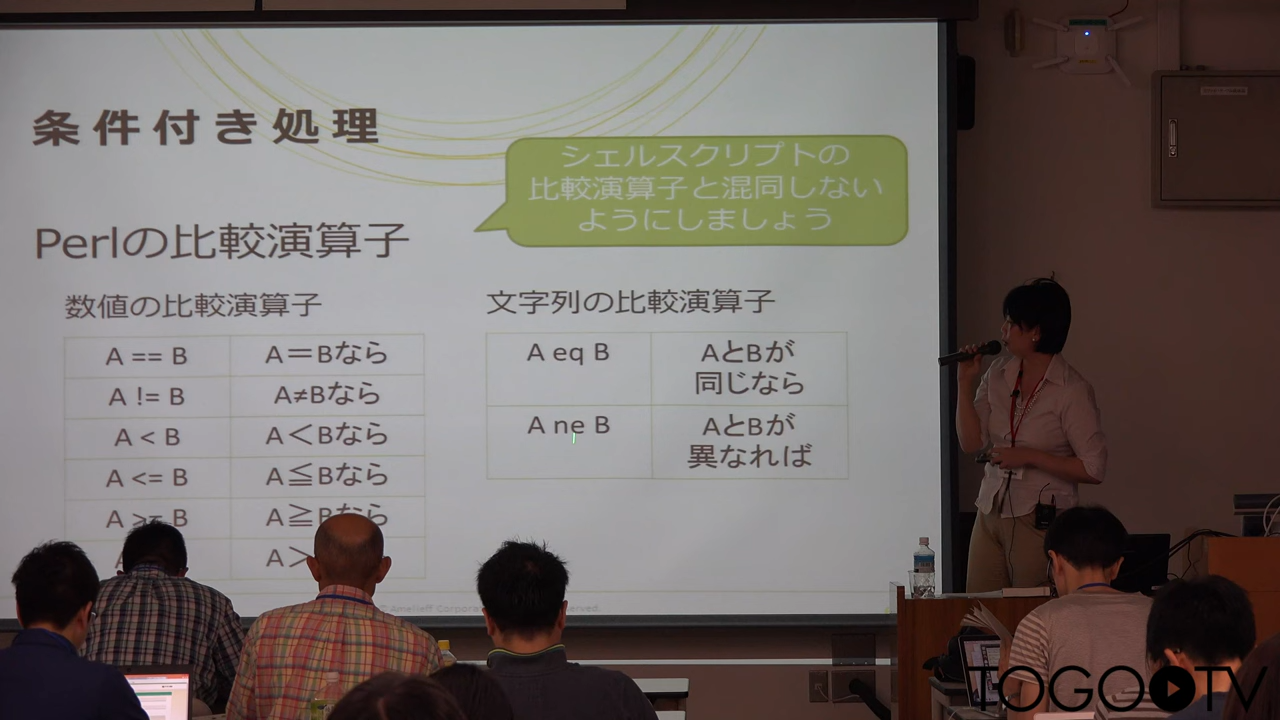 条件付き処理
シェルスクリプトの
比較演算子と混同しない
ようにしましょう
Perlの比較演算子
数値の比較演算子
A == B A＝Bなら
A != B A≠Bなら
A < B A＜Bなら
A <= B A≦Bなら
A >= B A≧Bなら
A＞
文字列の比較演算子
A eq B AとBが
同じなら
A ne B AとBが
異なれば
© Amelieff
TOGOTV